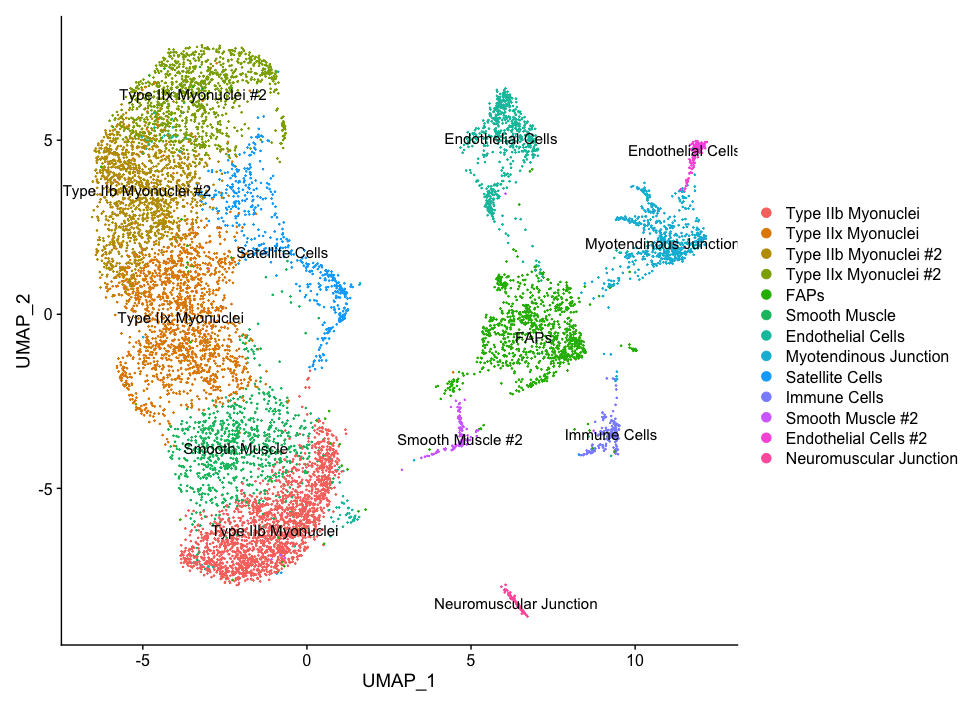 Type IIx Myonuclei #2
Endothelial Cells
Endothelial Cells
Type IIb Myonuclei #2
Satellite Cells
Myotendinous Junction
Type IIx Myonuclei
FAPs
Smooth Muscle
Smooth Muscle #2
Immune Cells
Type IIb Myonuclei
Neuromuscular Junction
5
0
-5
UMAP_2
-5
0
5
10
UMAP_1
Type IIb Myonuclei
Type IIx Myonuclei
Type IIb Myonuclei #2
Type IIx Myonuclei #2
FAPs
Smooth Muscle
Endothelial Cells
Myotendinous Junction
Satellite Cells
Immune Cells
Smooth Muscle #2
Endothelial Cells #2
Neuromuscular Junction